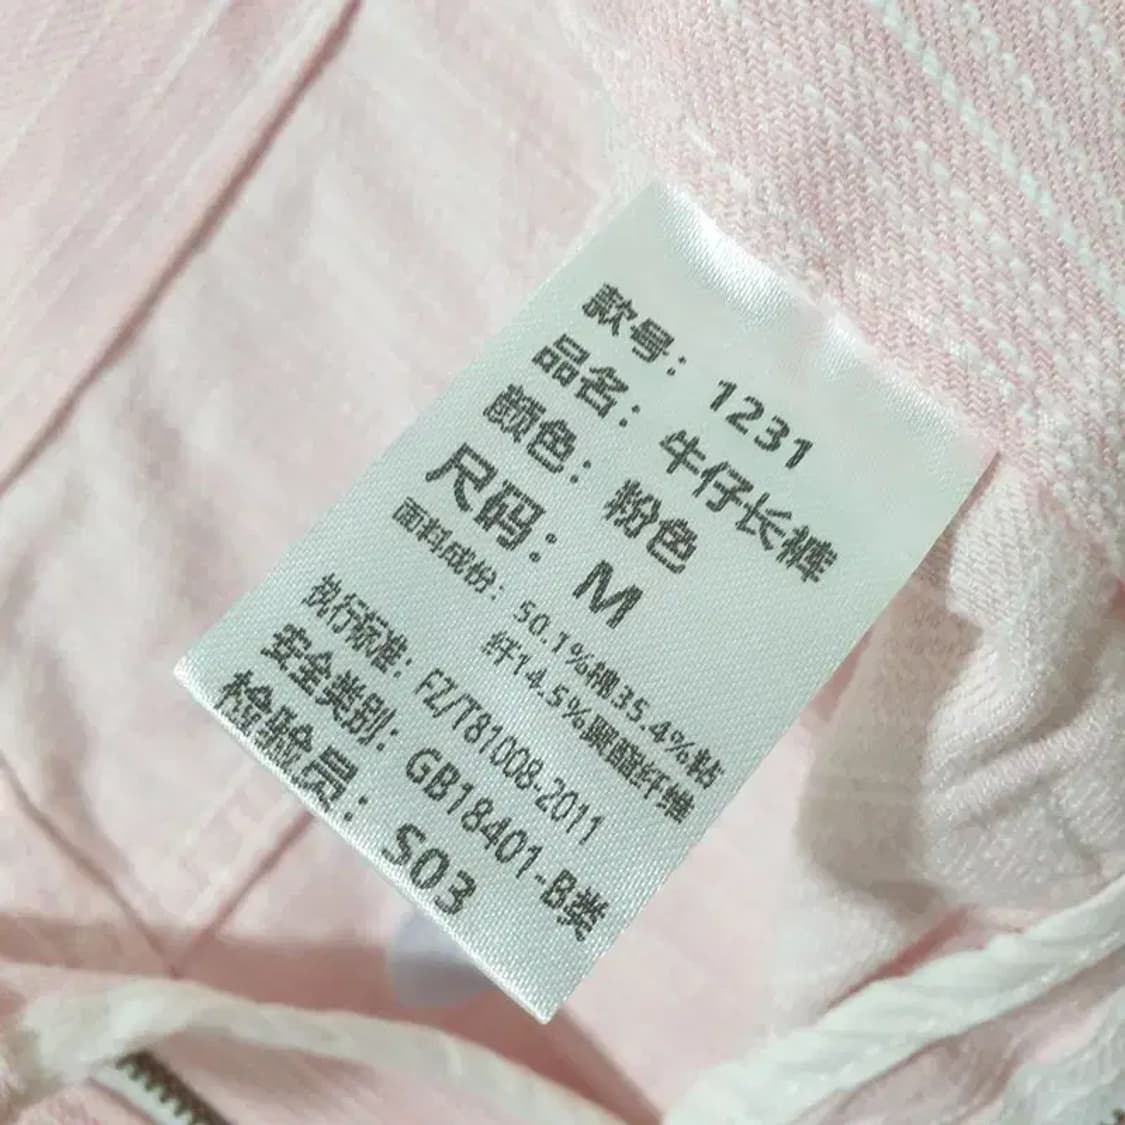 款号：1231
品名：牛仔长裤
颜色：粉色
尺码：M
面料成份：50.1%棉35.4%粘
纤14.5%聚酯纤维
执行标准：FZ/T81008-2011
安全类别：GB18401-B类
检验员：S03